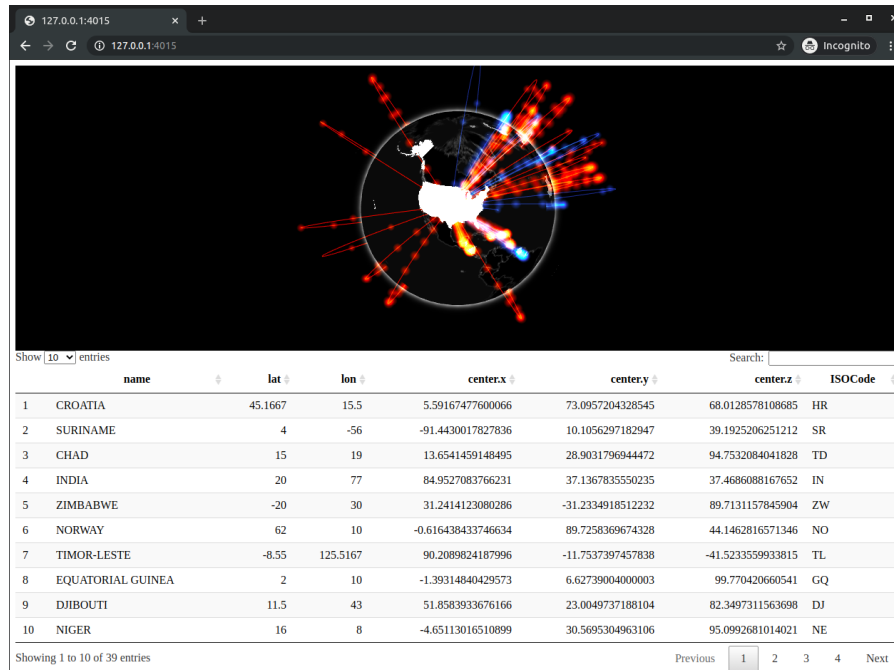 127.0.0.1:4015
127.0.0.1:4015 Incognito
Show 10 entries Search:
name lat lon center.x center.y center.z ISOCode
1 CROATIA 45.1667 15.5 5.59167477600066 73.0957204328545 68.0128578108685 HR
2 SURINAME 4 -56 -91.4430017827836 10.1056297182947 39.1925206251212 SR
3 CHAD 15 19 13.6541459148495 28.9031796944472 94.7532084041828 TD
4 INDIA 20 77 84.9527083766231 37.1367835550235 37.4686088167652 IN
5 ZIMBABWE -20 30 31.2414123080286 -31.2334918512232 89.7131157845904 ZW
6 NORWAY 62 10 -0.616438433746634 89.7258369674328 44.1462816571346 NO
7 TIMOR-LESTE -8.55 125.5167 90.2089824187996 -11.7537397457838 -41.5233559933815 TL
8 EQUATORIAL GUINEA 2 10 -1.39314840429573 6.62739004000003 99.770420660541 GQ
9 DJIBOUTI 11.5 43 51.8583933676166 23.0049737188104 82.3497311563698 DJ
10 NIGER 16 8 -4.65113016510899 30.5695304963106 95.0992681014021 NE
Showing 1 to 10 of 39 entries Previous 1 2 3 4 Next